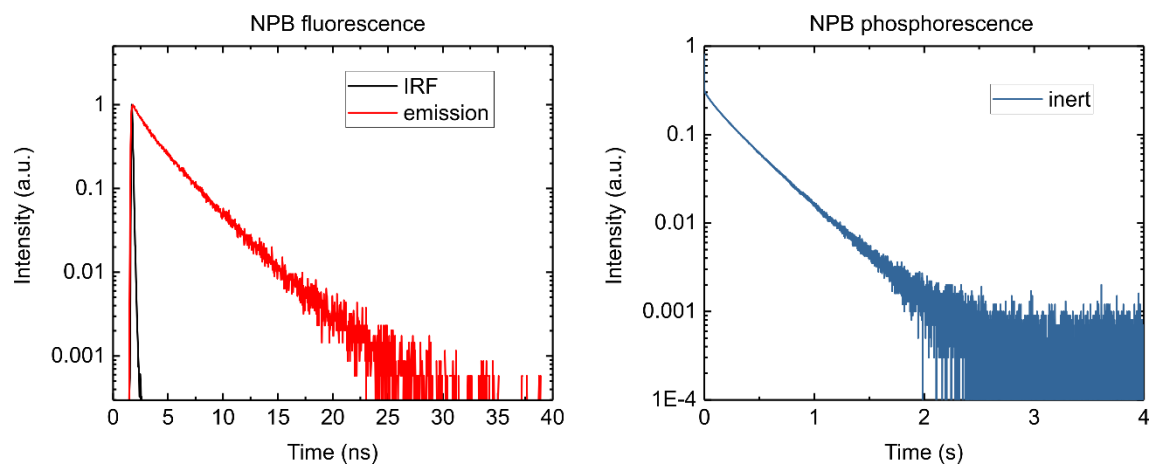 NPB fluorescence
IRF
emission
1
0.1
0.01
0.001
Intensity (a.u.)
0 5 10 15 20 25 30 35 40
Time (ns)
NPB phosphorescence
inert
1
0.1
0.01
0.001
1E-4
Intensity (a.u.)
0 1 2 3 4
Time (s)